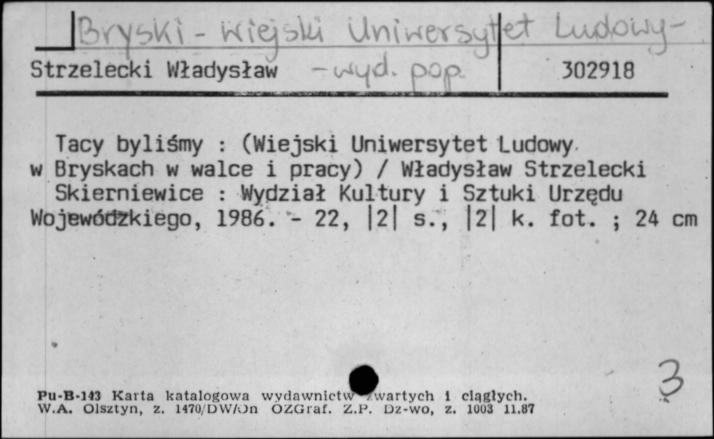 Bryski - Wiejski Uniwersytet Ludowy -
Strzelecki Władysław - wyd. pop. 302918
Tacy byliśmy : (Wiejski Uniwersytet Ludowy
w Bryskach w walce i pracy) / Władysław Strzelecki
Skierniewice : Wydział Kultury i Sztuki Urzędu
Wojewódzkiego, 1986. - 22, |2| s., |2| k. fot. ; 24 cm
3
Pu-B-143 Karta katalogowa wydawnictw zwartych i ciągłych.
W.A. Olsztyn, z. 1470/DW/Dn OZGraf. Z.P. Dz-wo, z. 1003 11.87